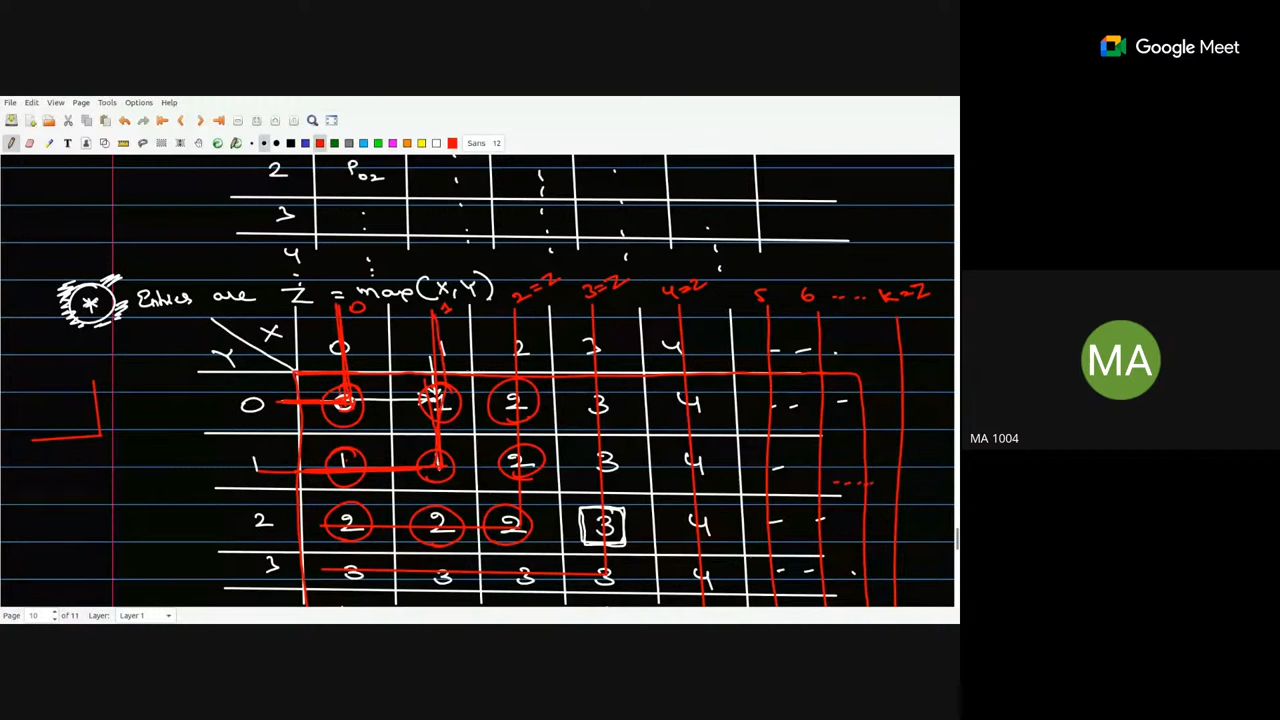 Google Meet
File Edit View Page Tools Options Help
Sans 12
2 P02
3
4
* Entries are Z = map(X,Y)
0 1 2=Z 3=Z 4=Z 5 6 .... k=Z
X
Y
0 1 2 3 4 - - .
0 2 3 4 - - -
1 1 1 2 3 4 -
.....
2 2 2 2 3 4 - -
3 3 3 3 3 4 - - .
MA
MA 1004
Page 10 of 11 Layer: Layer 1